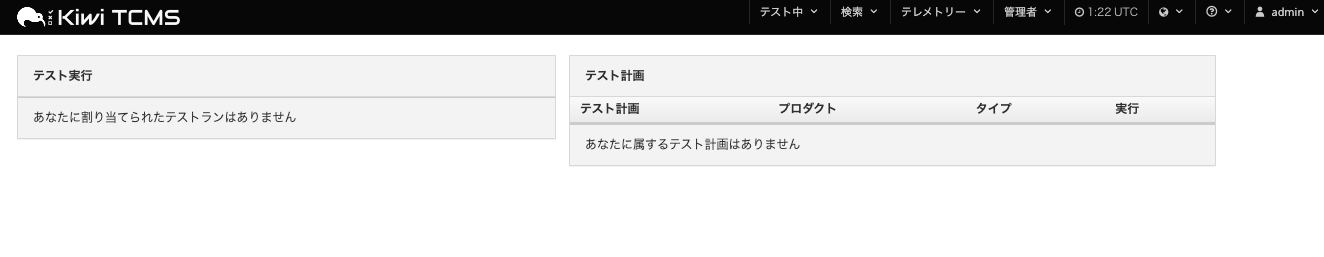 Kiwi TCMS
テスト中 検索 テレメトリー 管理者 1:22 UTC admin
テスト実行
あなたに割り当てられたテストランはありません
テスト計画
テスト計画 プロダクト タイプ 実行
あなたに属するテスト計画はありません